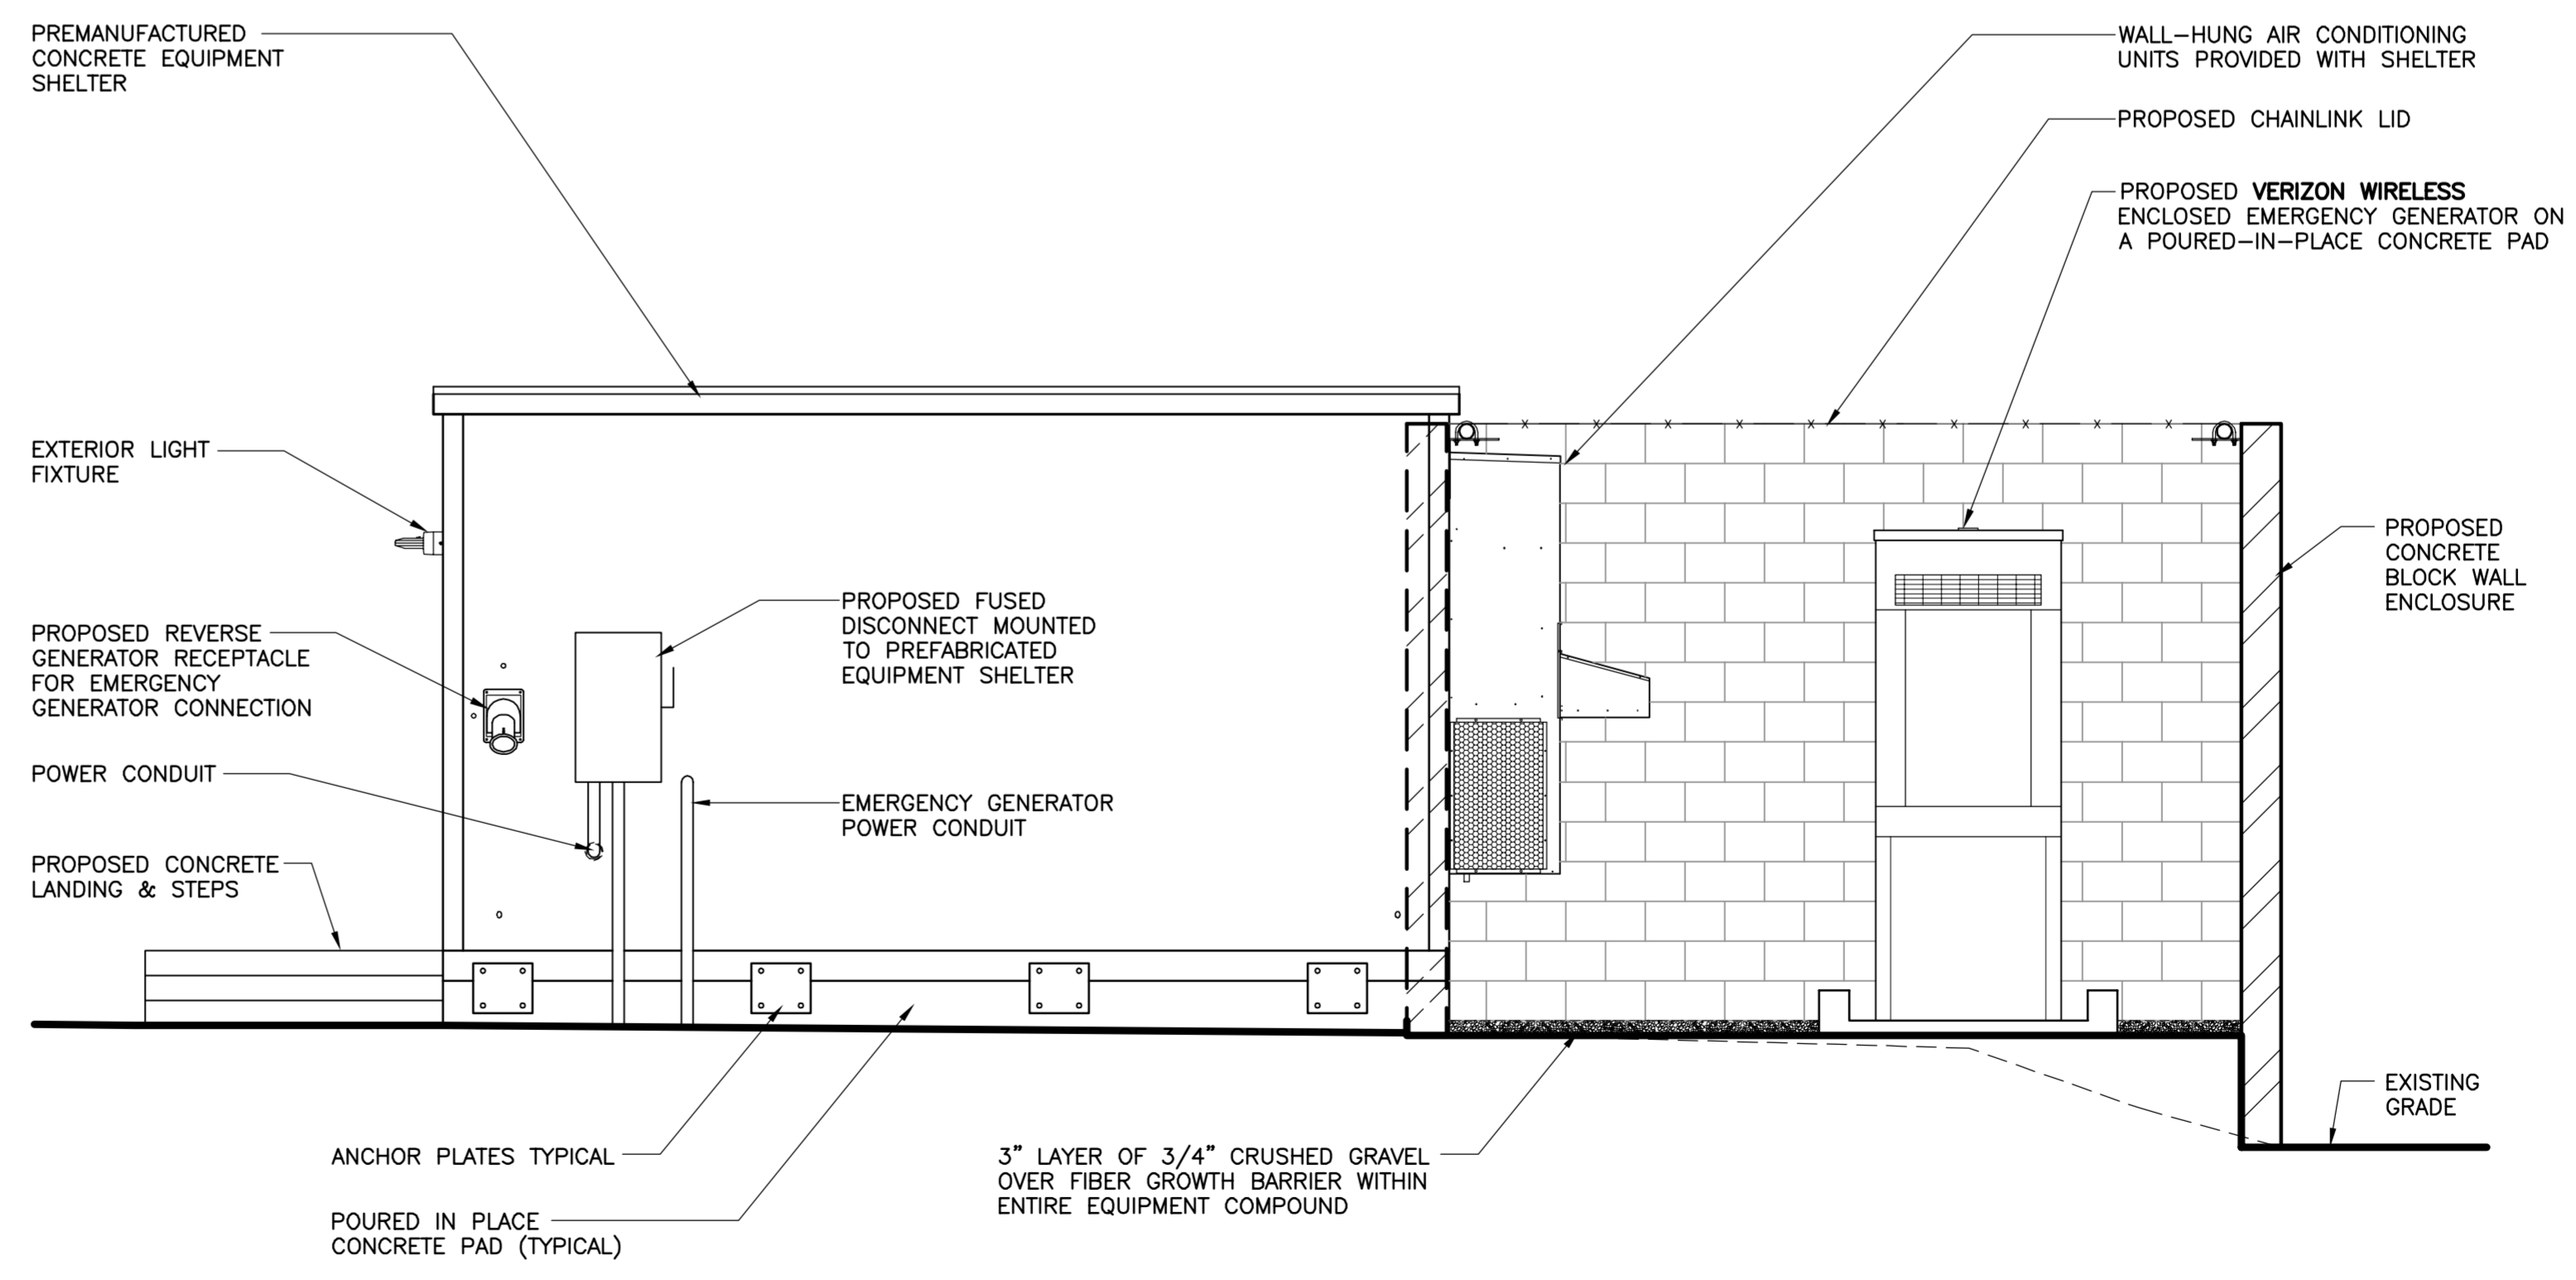 PREMANUFACTURED
CONCRETE EQUIPMENT
SHELTER
WALL-HUNG AIR CONDITIONING
UNITS PROVIDED WITH SHELTER
PROPOSED CHAINLINK LID
PROPOSED VERIZON WIRELESS
ENCLOSED EMERGENCY GENERATOR ON
A POURED-IN-PLACE CONCRETE PAD
EXTERIOR LIGHT
FIXTURE
PROPOSED
CONCRETE
BLOCK WALL
ENCLOSURE
PROPOSED FUSED
DISCONNECT MOUNTED
TO PREFABRICATED
EQUIPMENT SHELTER
PROPOSED REVERSE
GENERATOR RECEPTACLE
FOR EMERGENCY
GENERATOR CONNECTION
POWER CONDUIT
EMERGENCY GENERATOR
POWER CONDUIT
PROPOSED CONCRETE
LANDING & STEPS
EXISTING
GRADE
ANCHOR PLATES TYPICAL
3" LAYER OF 3/4" CRUSHED GRAVEL
OVER FIBER GROWTH BARRIER WITHIN
ENTIRE EQUIPMENT COMPOUND
POURED IN PLACE
CONCRETE PAD (TYPICAL)